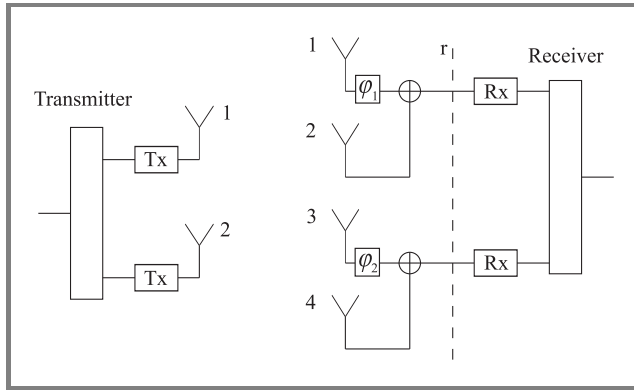 Transmitter
Tx
1
Tx
2
1
φ1
2
3
φ2
4
r
Receiver
Rx
Rx